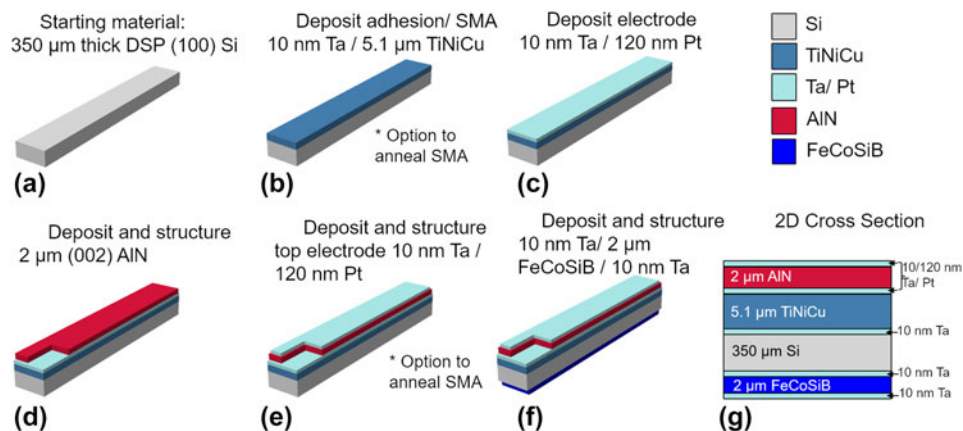 Starting material:
350 µm thick DSP (100) Si
(a)
Deposit adhesion/ SMA
10 nm Ta / 5.1 µm TiNiCu
* Option to
anneal SMA
(b)
Deposit electrode
10 nm Ta / 120 nm Pt
(c)
Si
TiNiCu
Ta/ Pt
AlN
FeCoSiB
Deposit and structure
2 µm (002) AlN
(d)
Deposit and structure
top electrode 10 nm Ta /
120 nm Pt
* Option to
anneal SMA
(e)
Deposit and structure
10 nm Ta/ 2 µm
FeCoSiB / 10 nm Ta
(f)
2D Cross Section
10/120 nm
Ta/ Pt
2 µm AlN
5.1 µm TiNiCu
10 nm Ta
350 µm Si
10 nm Ta
2 µm FeCoSiB
10 nm Ta
(g)